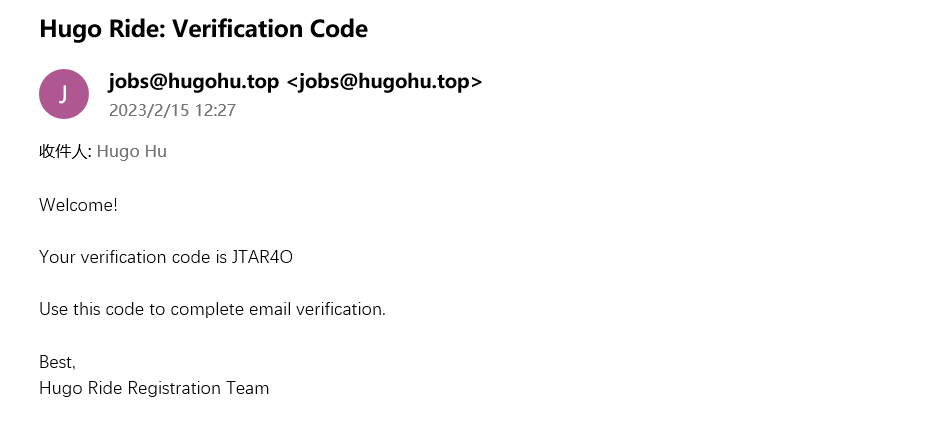 Hugo Ride: Verification Code
J
jobs@hugohu.top <jobs@hugohu.top>
2023/2/15 12:27
收件人: Hugo Hu
Welcome!
Your verification code is JTAR4O
Use this code to complete email verification.
Best,
Hugo Ride Registration Team